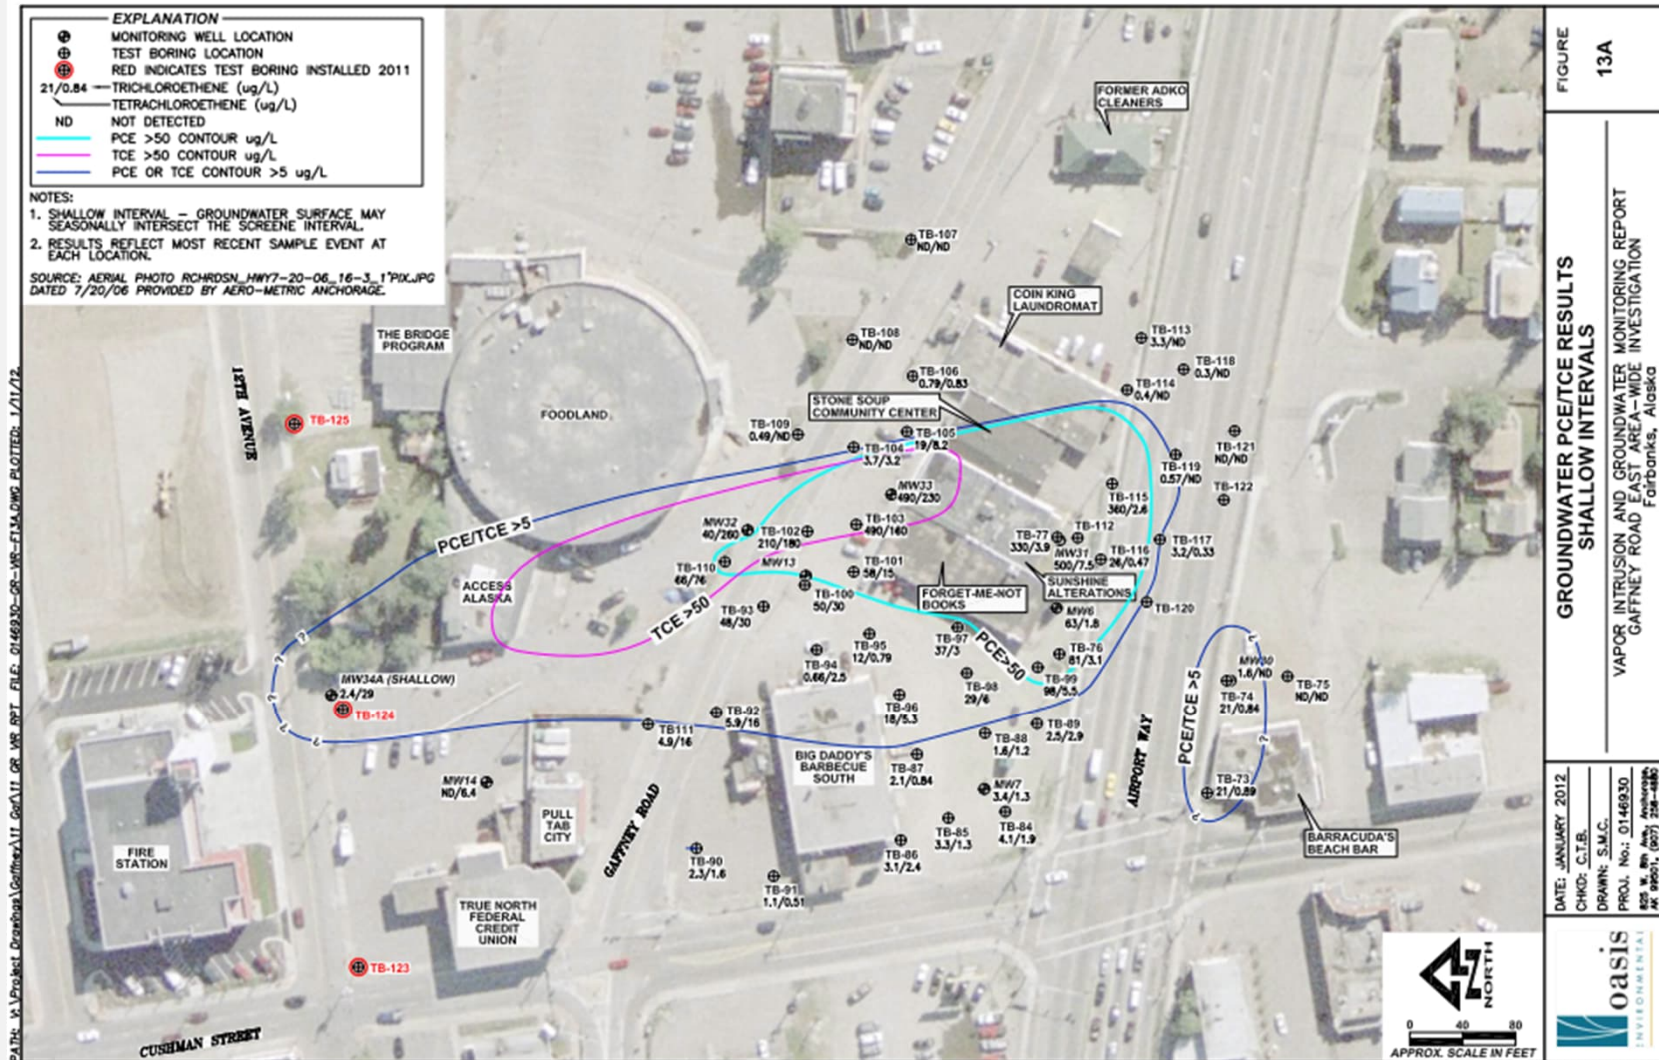 EXPLANATION
MONITORING WELL LOCATION
TEST BORING LOCATION
RED INDICATES TEST BORING INSTALLED 2011
21/0.84 TRICHLOROETHENE (ug/L)
TETRACHLOROETHENE (ug/L)
ND NOT DETECTED
PCE >50 CONTOUR ug/L
TCE >50 CONTOUR ug/L
PCE OR TCE CONTOUR >5 ug/L
NOTES:
1. SHALLOW INTERVAL – GROUNDWATER SURFACE MAY
SEASONALLY INTERSECT THE SCREENE INTERVAL.
2. RESULTS REFLECT MOST RECENT SAMPLE EVENT AT
EACH LOCATION.
SOURCE: AERIAL PHOTO RCHRDSN_HWY7-20-06_16-3_1"PIX.JPG
DATED 7/20/06 PROVIDED BY AERO-METRIC ANCHORAGE.
FORMER ADKO
CLEANERS
TB-107
ND/ND
COIN KING
LAUNDROMAT
THE BRIDGE
PROGRAM
TB-108
ND/ND
TB-113
3.3/ND
TB-118
0.3/ND
TB-106
0.79/0.83
TB-114
0.4/ND
12TH AVENUE
TB-125
FOODLAND
STONE SOUP
COMMUNITY CENTER
TB-109
0.49/ND
TB-105
19/8.2
TB-104
3.7/3.2
TB-121
ND/ND
TB-119
0.57/ND
MW33
490/230
TB-115
360/2.6
TB-122
PCE/TCE >5
MW32
40/260
TB-102
210/180
TB-103
490/160
TB-77
330/3.9
TB-112
MW31
500/7.5
TB-116
26/0.47
TB-117
3.2/0.33
TB-110
66/76
MW13
TB-101
58/15
TB-100
50/30
ACCESS
ALASKA
TCE >50
TB-93
48/30
FORGET-ME-NOT
BOOKS
SUNSHINE
ALTERATIONS
MW6
63/1.8
TB-120
TB-97
37/3
PCE>50
TB-95
12/0.79
TB-94
0.66/2.5
TB-76
81/3.1
TB-99
98/5.5
TB-98
29/6
MW34A (SHALLOW)
2.4/29
TB-124
TB-96
18/5.3
TB-92
5.9/16
TB111
4.9/16
TB-89
2.5/2.9
TB-88
1.6/1.2
PCE/TCE >5
1.6/ND
TB-74
21/0.84
TB-75
ND/ND
BIG DADDY'S
BARBECUE
SOUTH
TB-87
2.1/0.84
MW7
3.4/1.3
AIRPORT WAY
TB-73
21/0.89
MW14
ND/6.4
PULL
TAB
CITY
GAFFNEY ROAD
TB-85
3.3/1.3
TB-84
4.1/1.9
TB-86
3.1/2.4
BARRACUDA'S
BEACH BAR
FIRE
STATION
TB-90
2.3/1.6
TB-91
1.1/0.51
TRUE NORTH
FEDERAL
CREDIT
UNION
TB-123
CUSHMAN STREET
NORTH
0 40 80
APPROX. SCALE IN FEET
FIGURE
13A
GROUNDWATER PCE/TCE RESULTS
SHALLOW INTERVALS
VAPOR INTRUSION AND GROUNDWATER MONITORING REPORT
GAFFNEY ROAD EAST AREA-WIDE INVESTIGATION
Fairbanks, Alaska
DATE: JANUARY 2012
CHKD: C.T.B.
DRAWN: S.M.C.
PROJ. No.: 0146930
825 W. 8th Ave, Anchorage,
oasis
ENVIRONMENTAL